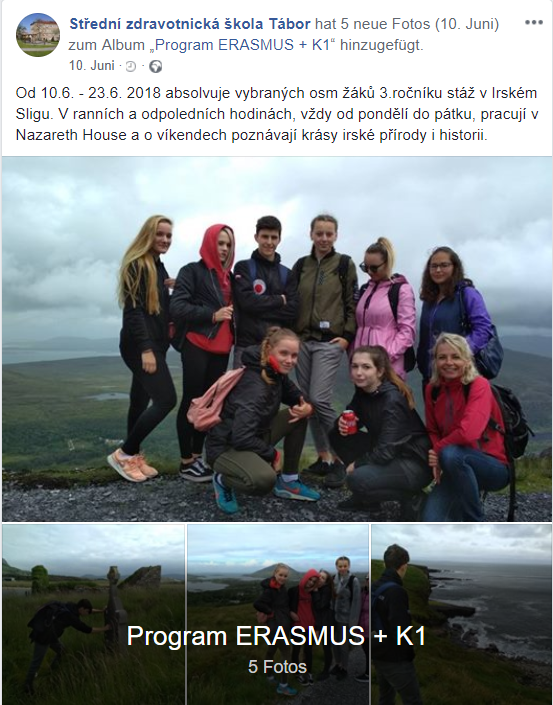 Střední zdravotnická škola Tábor hat 5 neue Fotos (10. Juni)
zum Album „Program ERASMUS + K1“ hinzugefügt.
10. Juni
Od 10.6. - 23.6. 2018 absolvuje vybraných osm žáků 3.ročníku stáž v Irském
Sligu. V ranních a odpoledních hodinách, vždy od pondělí do pátku, pracují v
Nazareth House a o víkendech poznávají krásy irské přírody i historii.
Program ERASMUS + K1
5 Fotos